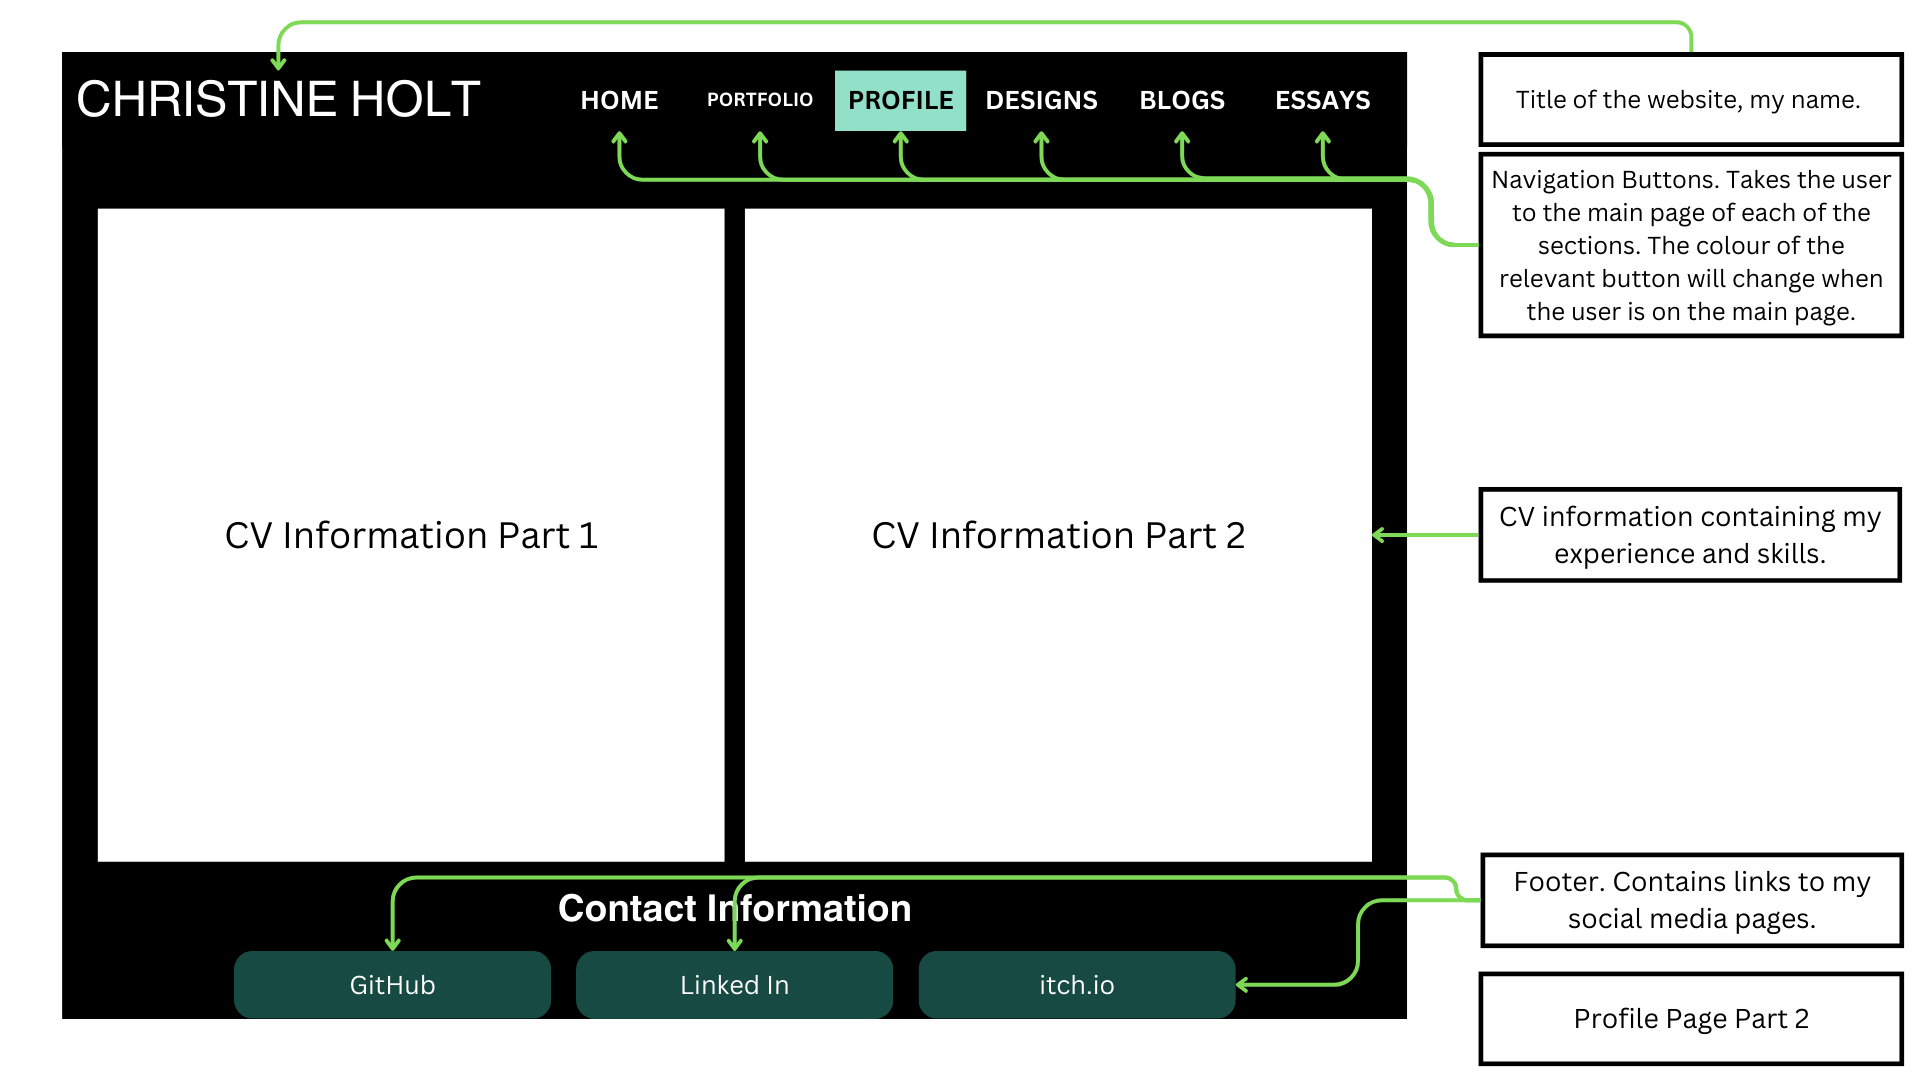 CHRISTINE HOLT
HOME
PORTFOLIO
PROFILE
DESIGNS
BLOGS
ESSAYS
Title of the website, my name.
Navigation Buttons. Takes the user
to the main page of each of the
sections. The colour of the
relevant button will change when
the user is on the main page.
CV Information Part 1
CV Information Part 2
CV information containing my
experience and skills.
Contact Information
GitHub
Linked In
itch.io
Footer. Contains links to my
social media pages.
Profile Page Part 2